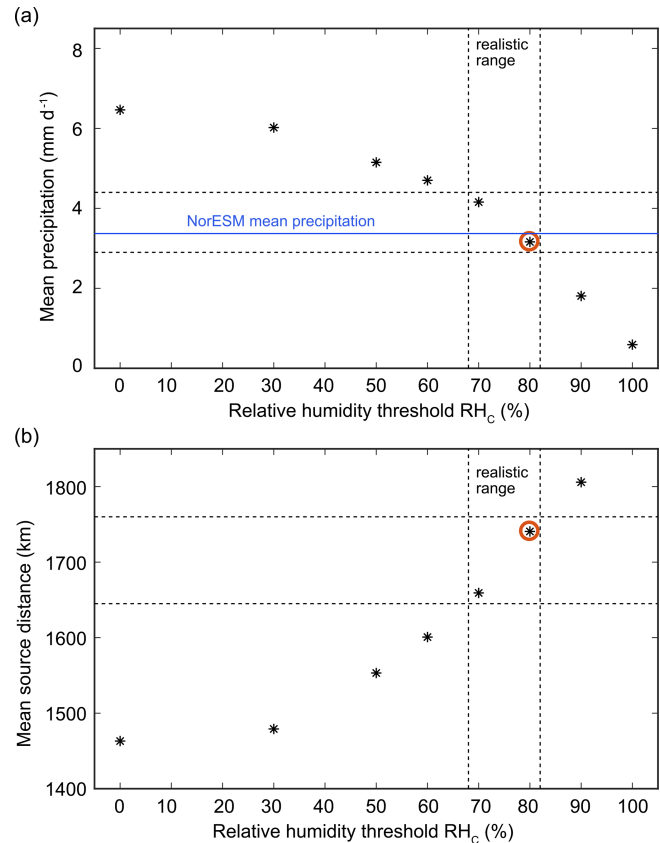 (a)
8
6
4
2
0
Mean precipitation (mm d⁻¹)
realistic
range
NorESM mean precipitation
0 10 20 30 40 50 60 70 80 90 100
Relative humidity threshold RH_C (%)
(b)
1800
1700
1600
1500
1400
Mean source distance (km)
realistic
range
0 10 20 30 40 50 60 70 80 90 100
Relative humidity threshold RH_C (%)